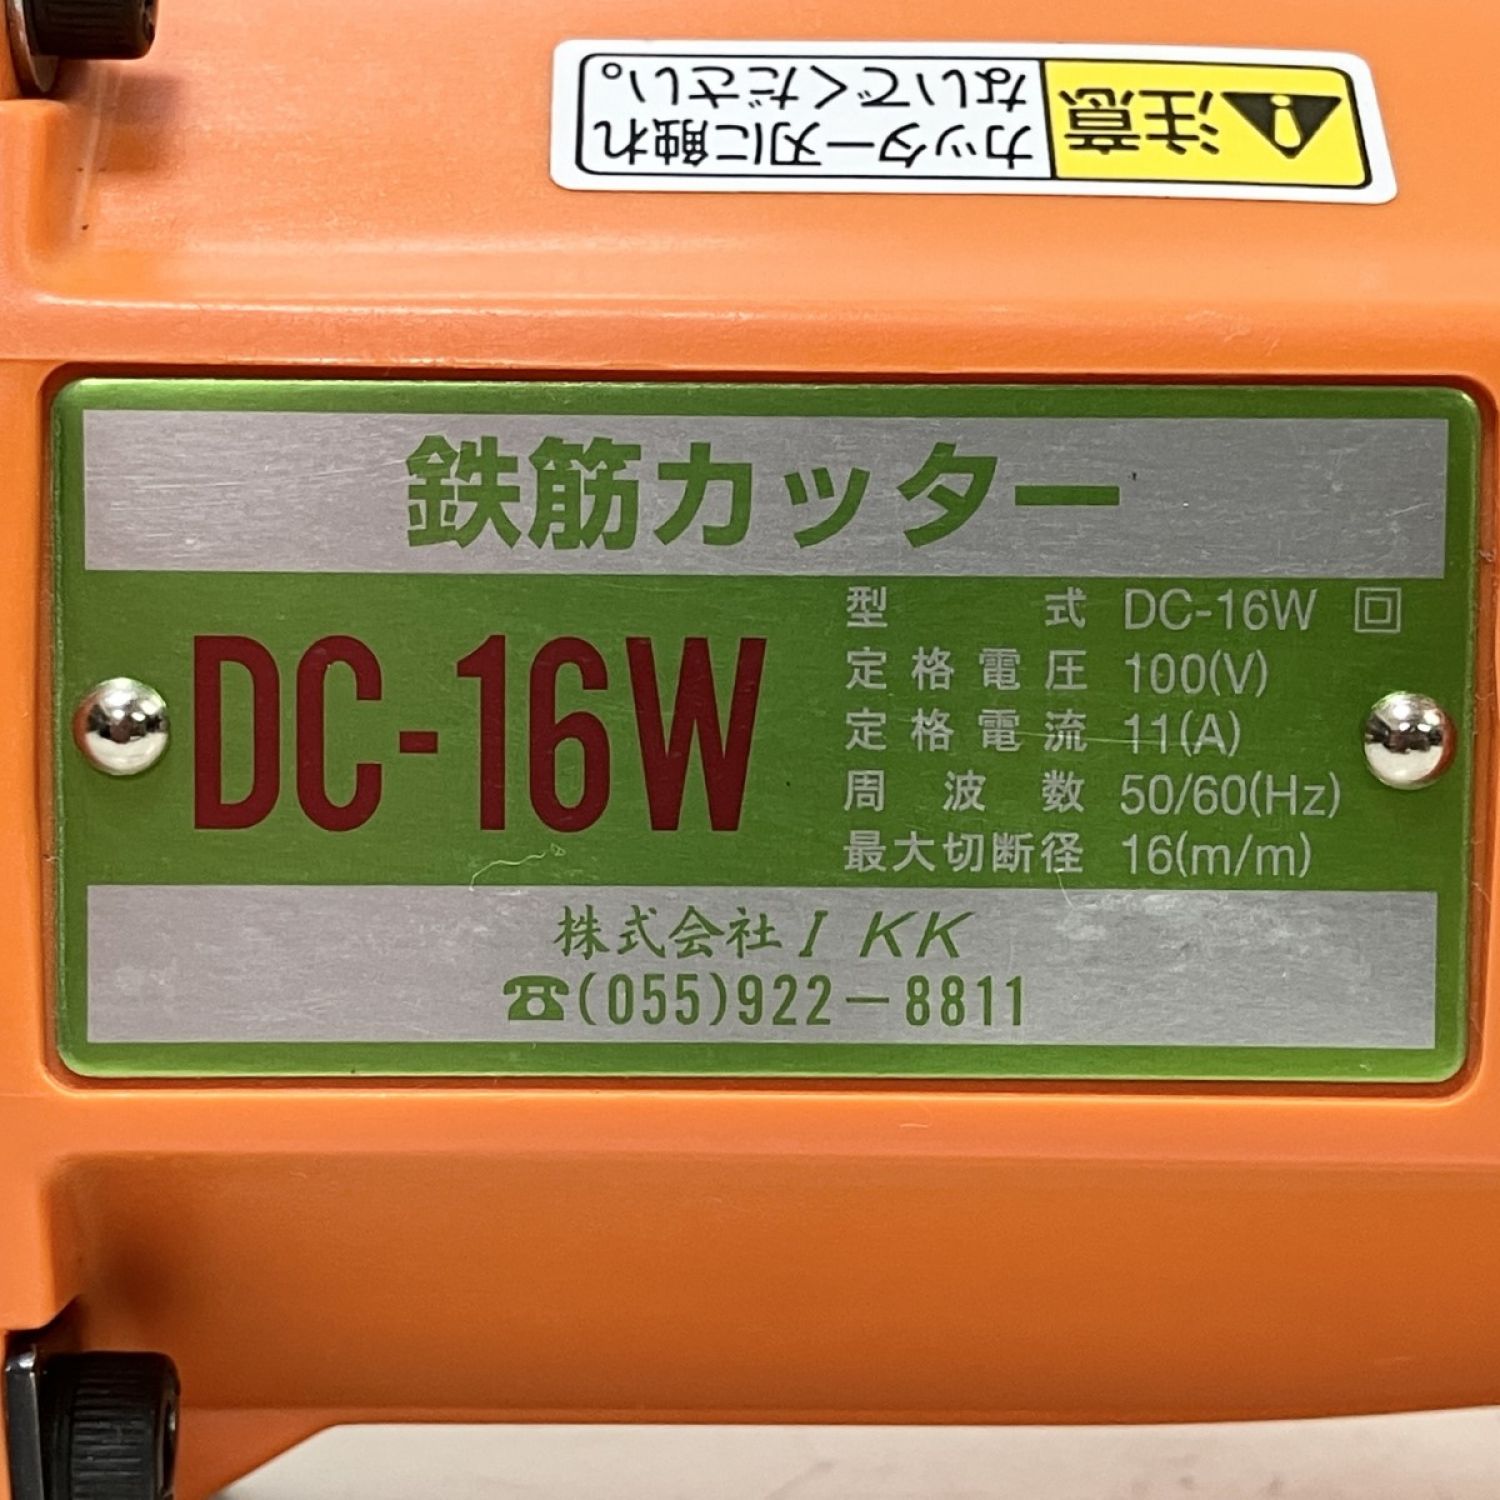 注意
カッター刃に触れ
ないでください。
鉄筋カッター
DC-16W
型式 DC-16W
定格電圧 100(V)
定格電流 11(A)
周波数 50/60(Hz)
最大切断径 16(m/m)
株式会社IKK
☎(055)922-8811